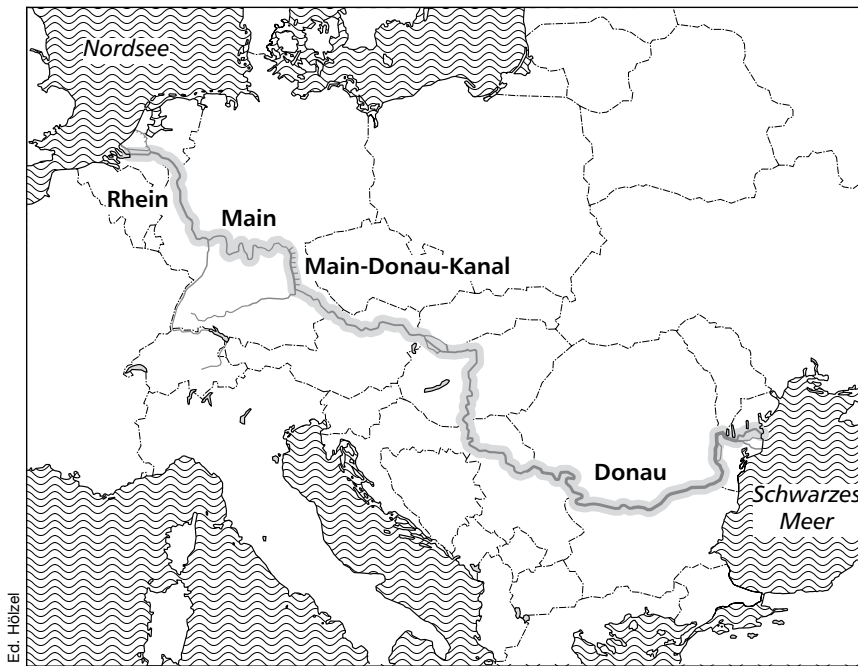 Nordsee
Rhein
Main
Main-Donau-Kanal
Donau
Schwarzes
Meer
Ed. Hölzel